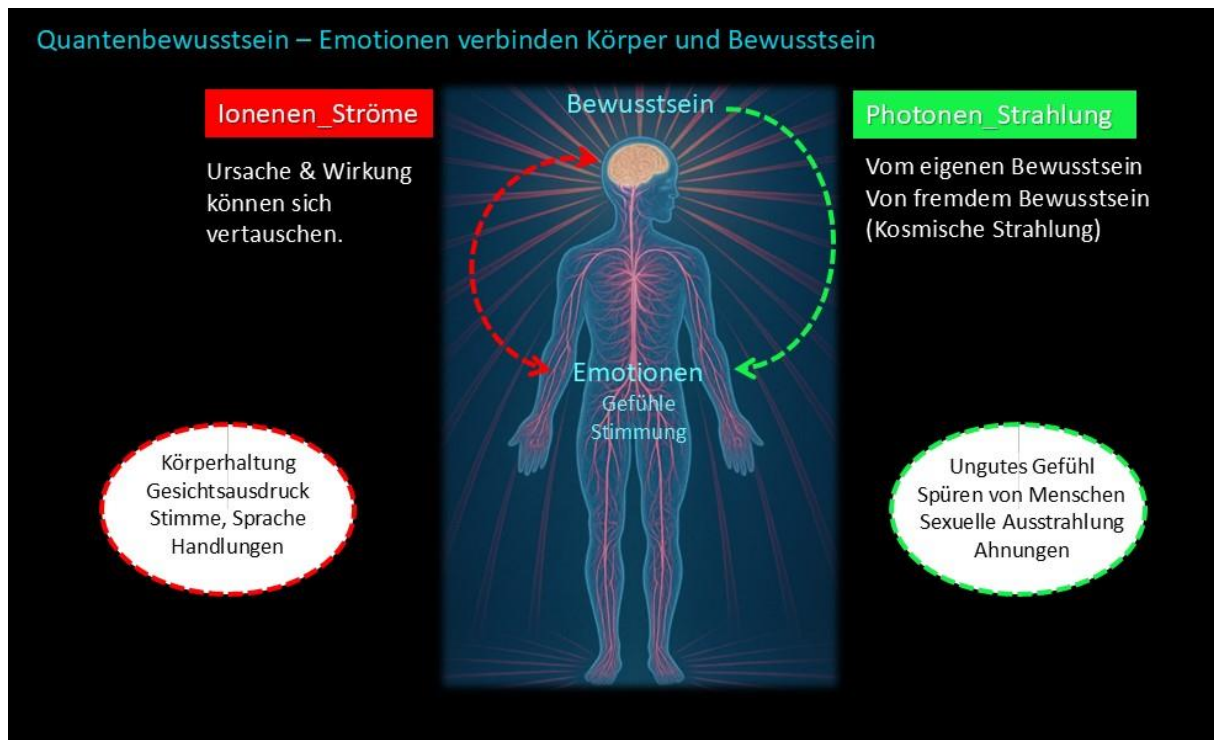 Quantenbewusstsein – Emotionen verbinden Körper und Bewusstsein
Ionenen_Ströme
Ursache & Wirkung
können sich
vertauschen.
Bewusstsein
Photonen_Strahlung
Vom eigenen Bewusstsein
Von fremdem Bewusstsein
(Kosmische Strahlung)
Emotionen
Gefühle
Stimmung
Körperhaltung
Gesichtsausdruck
Stimme, Sprache
Handlungen
Ungutes Gefühl
Spüren von Menschen
Sexuelle Ausstrahlung
Ahnungen